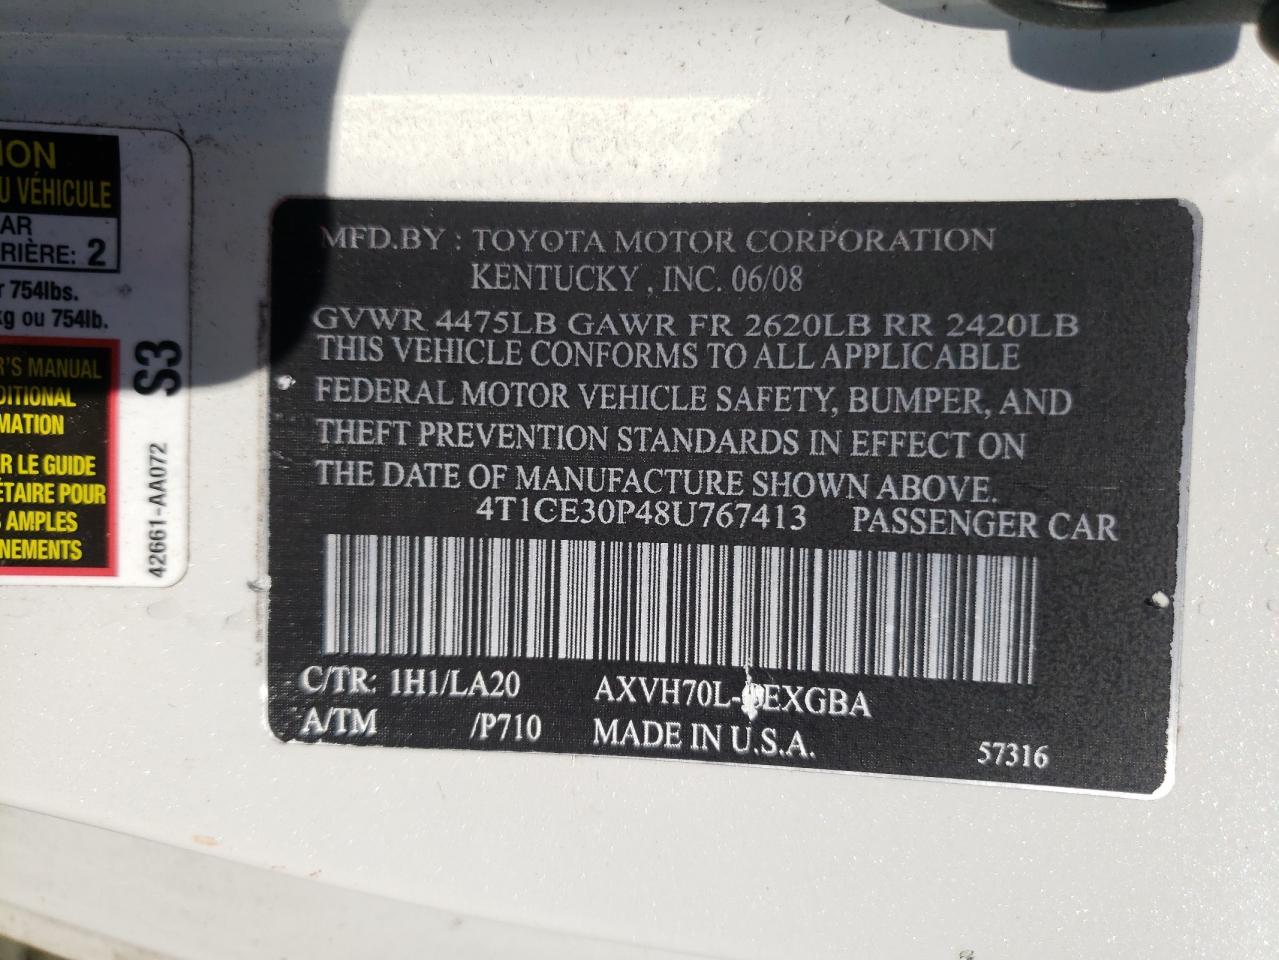 ION
U VÉHICULE
AR
RIÈRE: 2
r 754lbs.
kg ou 754lb.
R'S MANUAL
DITIONAL
MATION
R LE GUIDE
ÉTAIRE POUR
S AMPLES
NEMENTS
S3
42661-AA072
MFD.BY : TOYOTA MOTOR CORPORATION
KENTUCKY , INC. 06/08
GVWR 4475LB GAWR FR 2620LB RR 2420LB
THIS VEHICLE CONFORMS TO ALL APPLICABLE
FEDERAL MOTOR VEHICLE SAFETY, BUMPER, AND
THEFT PREVENTION STANDARDS IN EFFECT ON
THE DATE OF MANUFACTURE SHOWN ABOVE.
4T1CE30P48U767413 PASSENGER CAR
C/TR: 1H1/LA20 AXVH70L- EXGBA
A/TM /P710 MADE IN U.S.A. 57316